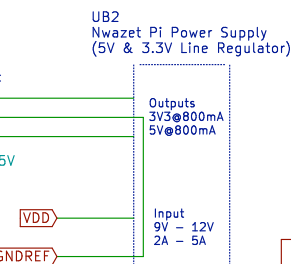 UB2
Nwazet Pi Power Supply
(5V & 3.3V Line Regulator)
Outputs
3V3@800mA
5V@800mA
5V
VDD
Input
9V - 12V
2A - 5A
GNDREF